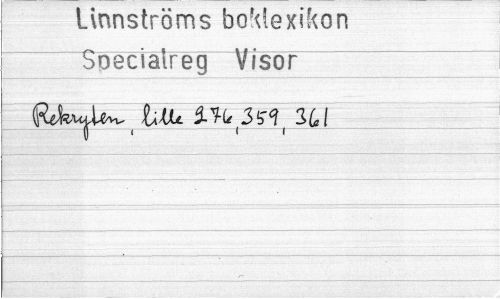 Linnströms boklexikon
Specialreg Visor
Rekryten, lille 276, 359, 361